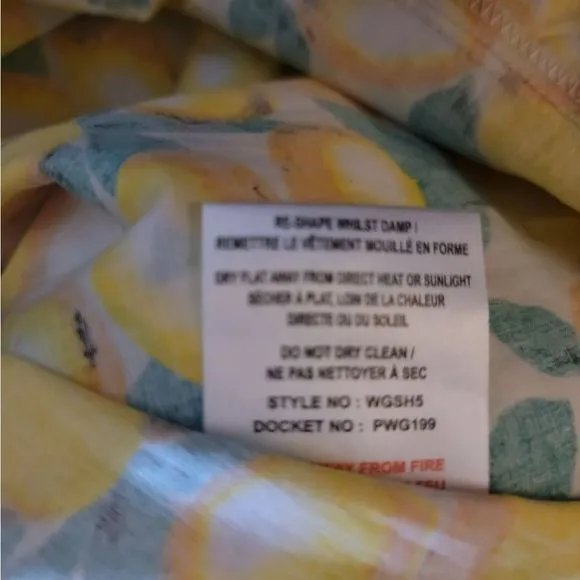 RE-SHAPE WHILST DAMP /
REMETTRE LE VÊTEMENT MOUILLÉ EN FORME
DRY FLAT AWAY FROM DIRECT HEAT OR SUNLIGHT
SÉCHER À PLAT, LOIN DE LA CHALEUR
DIRECTE OU DU SOLEIL
DO NOT DRY CLEAN /
NE PAS NETTOYER À SEC
STYLE NO : WGSH5
DOCKET NO : PWG199
AWAY FROM FIRE
FEU